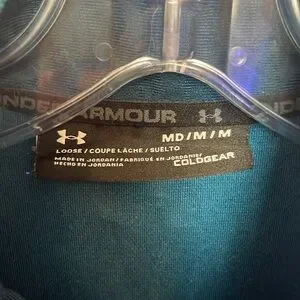 UNDER ARMOUR
MD / M / M
LOOSE / COUPE LÂCHE / SUELTO
MADE IN JORDAN / FABRIQUÉ EN JORDANIE/
HECHO EN JORDANIA
COLDGEAR